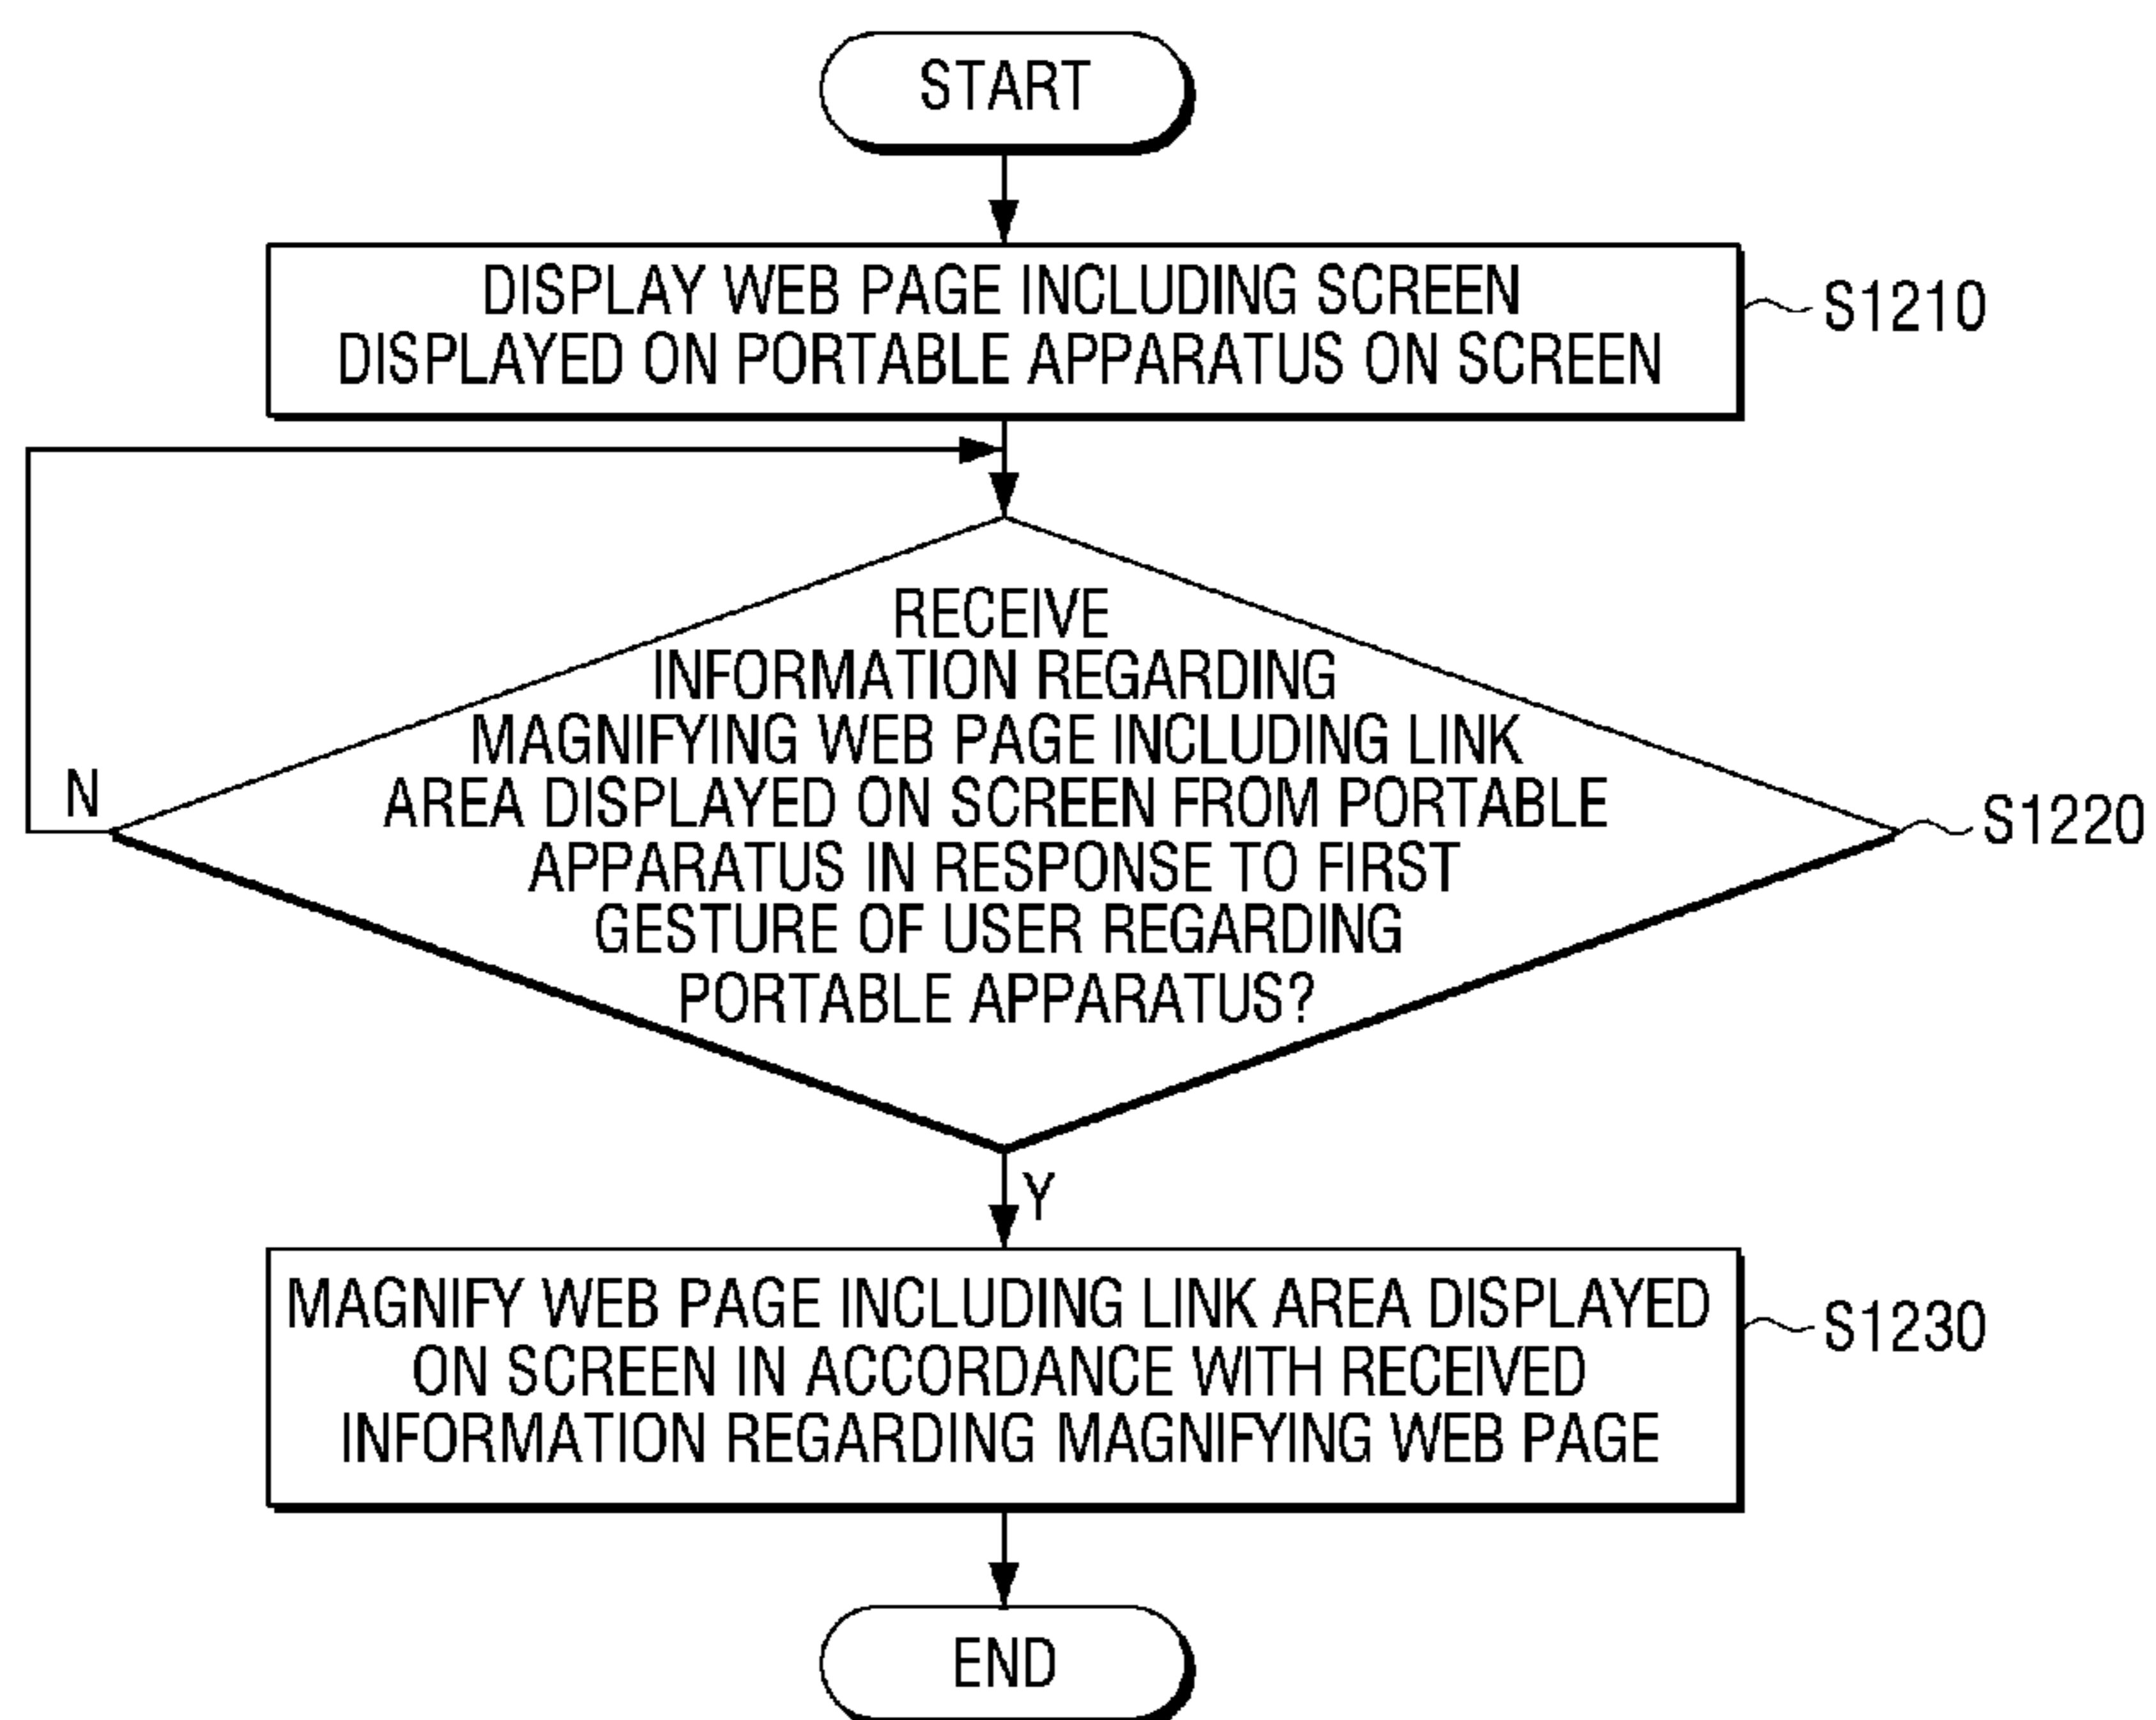 START
DISPLAY WEB PAGE INCLUDING SCREEN
DISPLAYED ON PORTABLE APPARATUS ON SCREEN
S1210
RECEIVE
INFORMATION REGARDING
MAGNIFYING WEB PAGE INCLUDING LINK
AREA DISPLAYED ON SCREEN FROM PORTABLE
APPARATUS IN RESPONSE TO FIRST
GESTURE OF USER REGARDING
PORTABLE APPARATUS?
N
S1220
Y
MAGNIFY WEB PAGE INCLUDING LINK AREA DISPLAYED
ON SCREEN IN ACCORDANCE WITH RECEIVED
INFORMATION REGARDING MAGNIFYING WEB PAGE
S1230
END